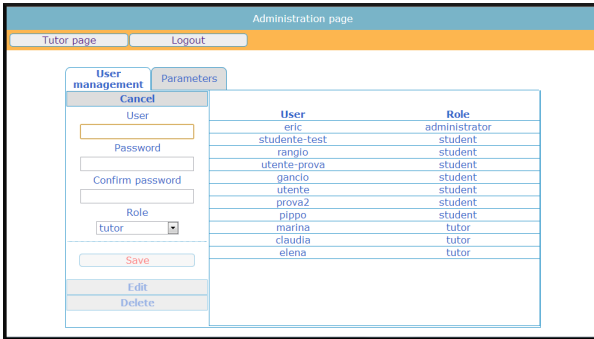 Administration page
Tutor page Logout
User management Parameters
Cancel
User
Password
Confirm password
Role
tutor
Save
Edit
Delete
User Role
eric administrator
studente-test student
rangio student
utente-prova student
gancio student
utente student
prova2 student
pippo student
marina tutor
claudia tutor
elena tutor